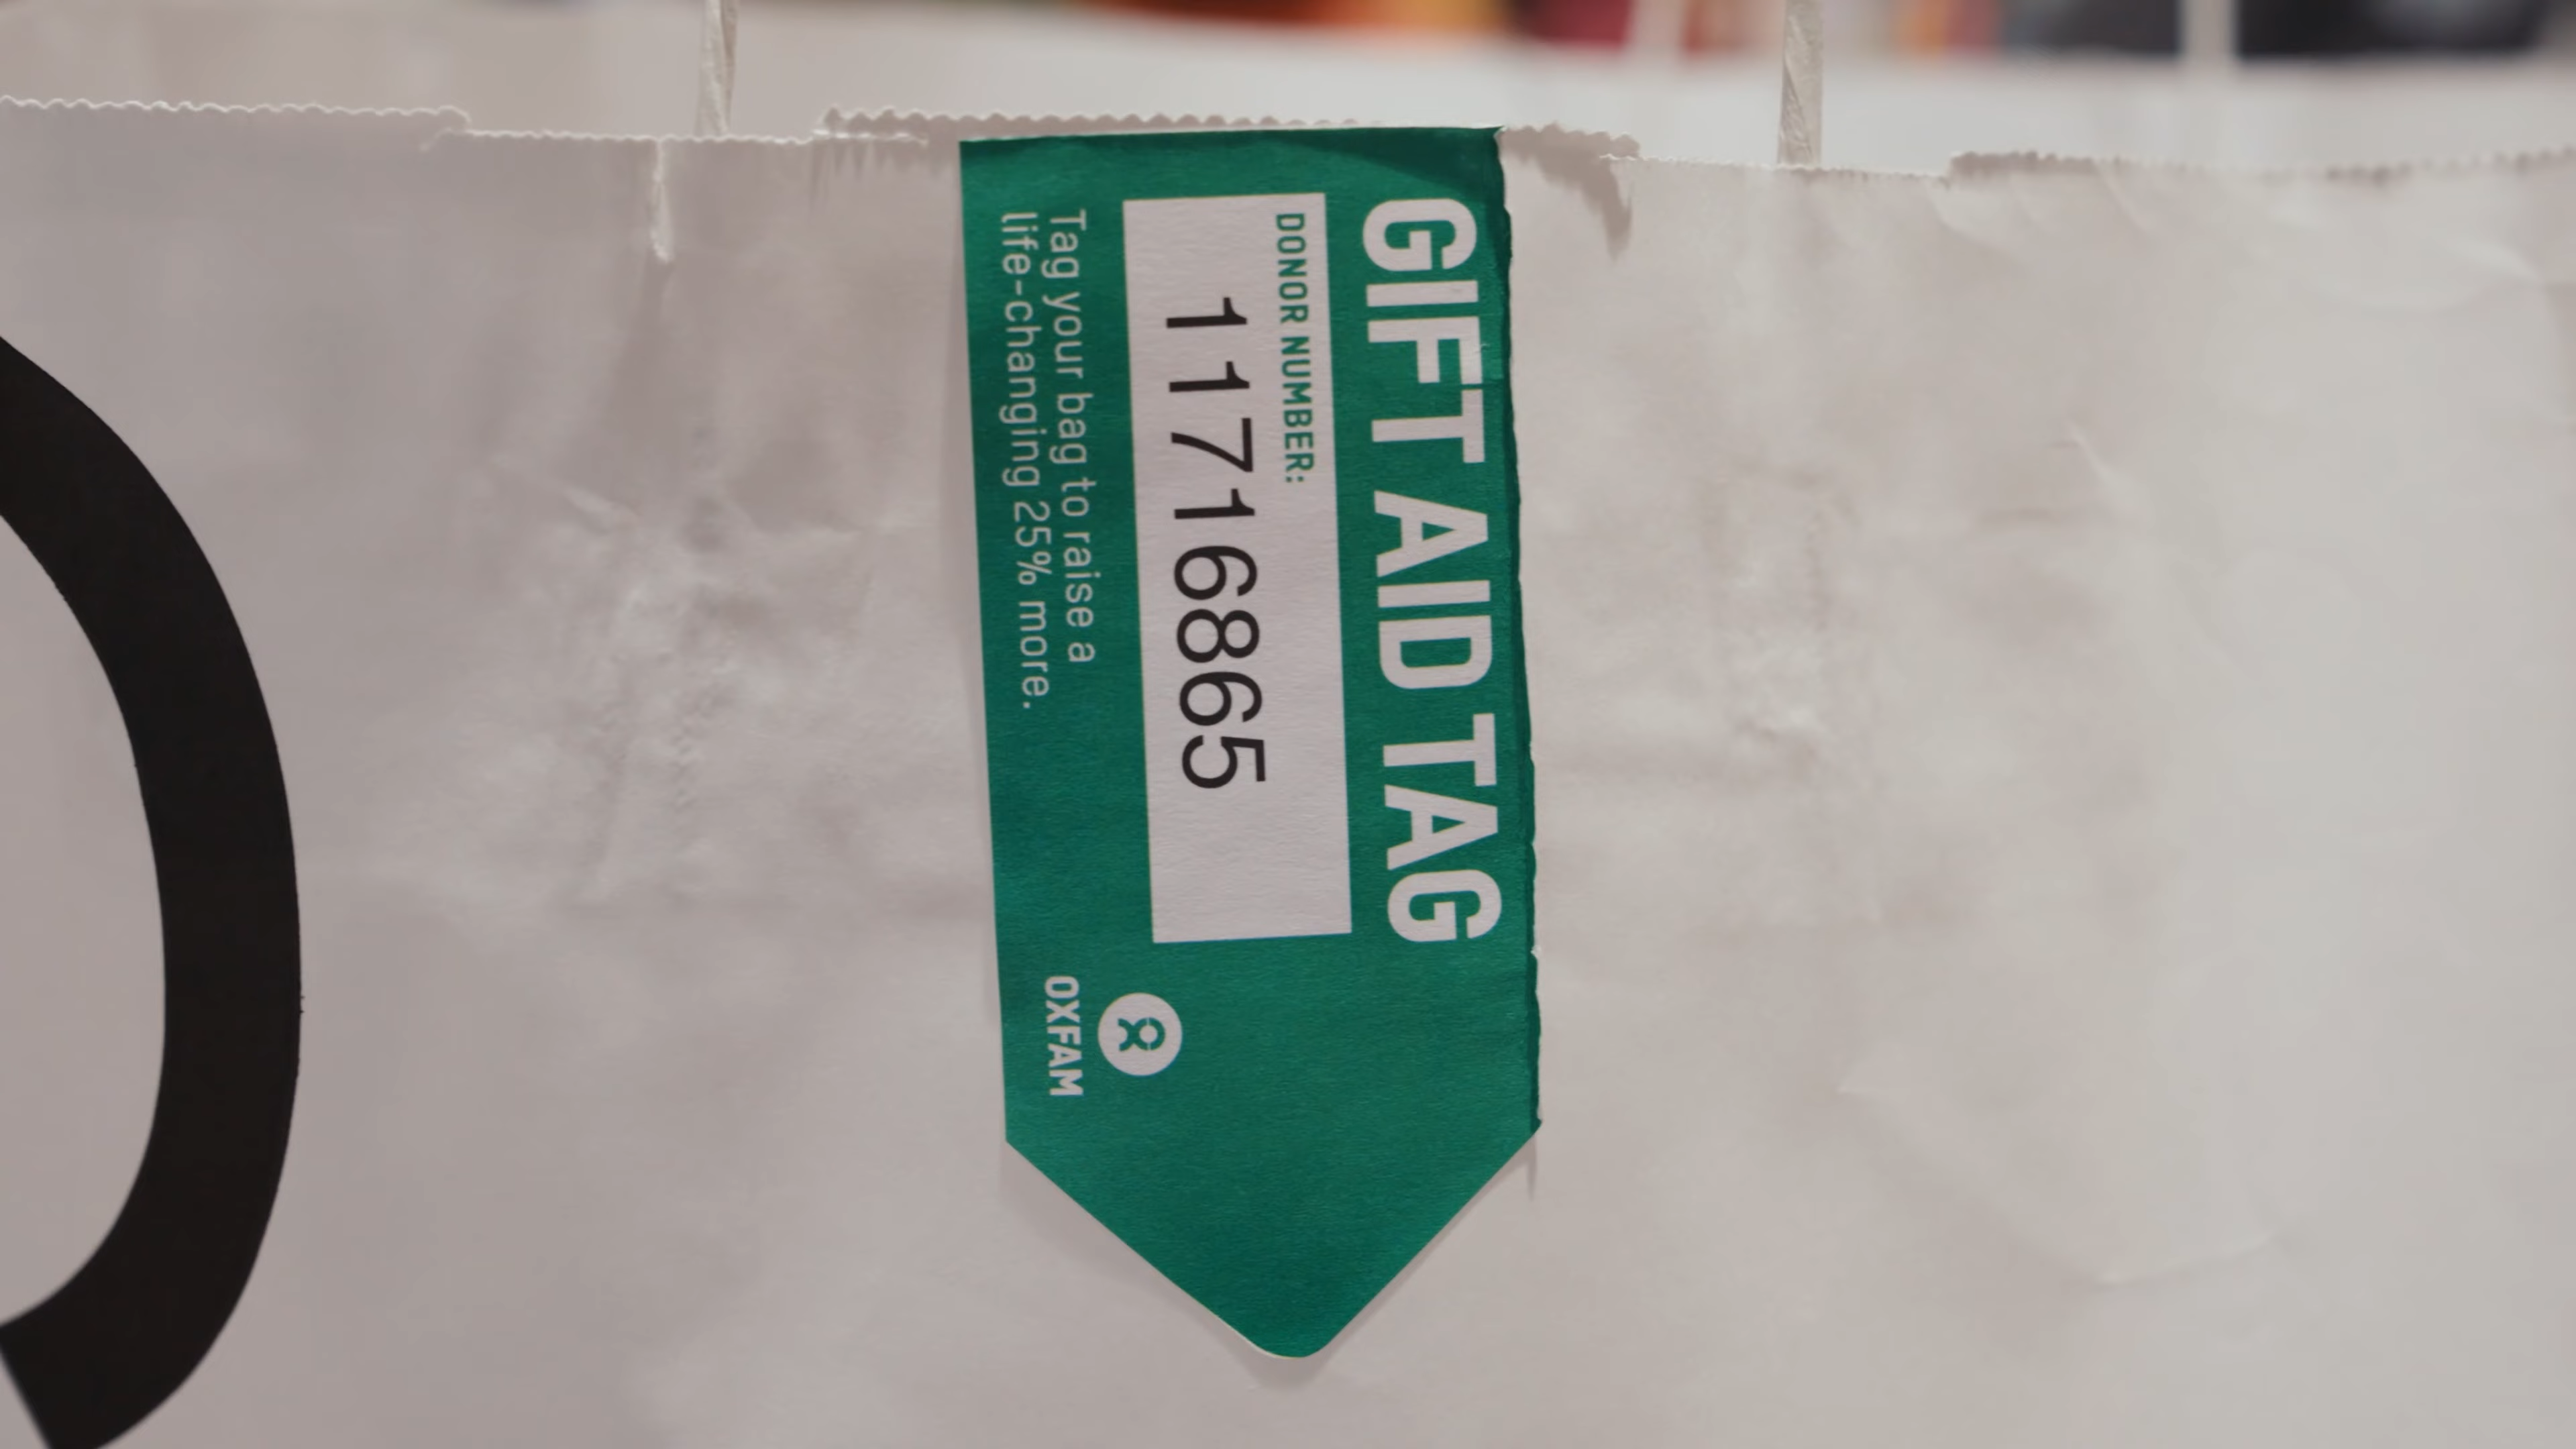 GIFT AID TAG
DONOR NUMBER:
11716865
Tag your bag to raise a
life-changing 25% more.
OXFAM